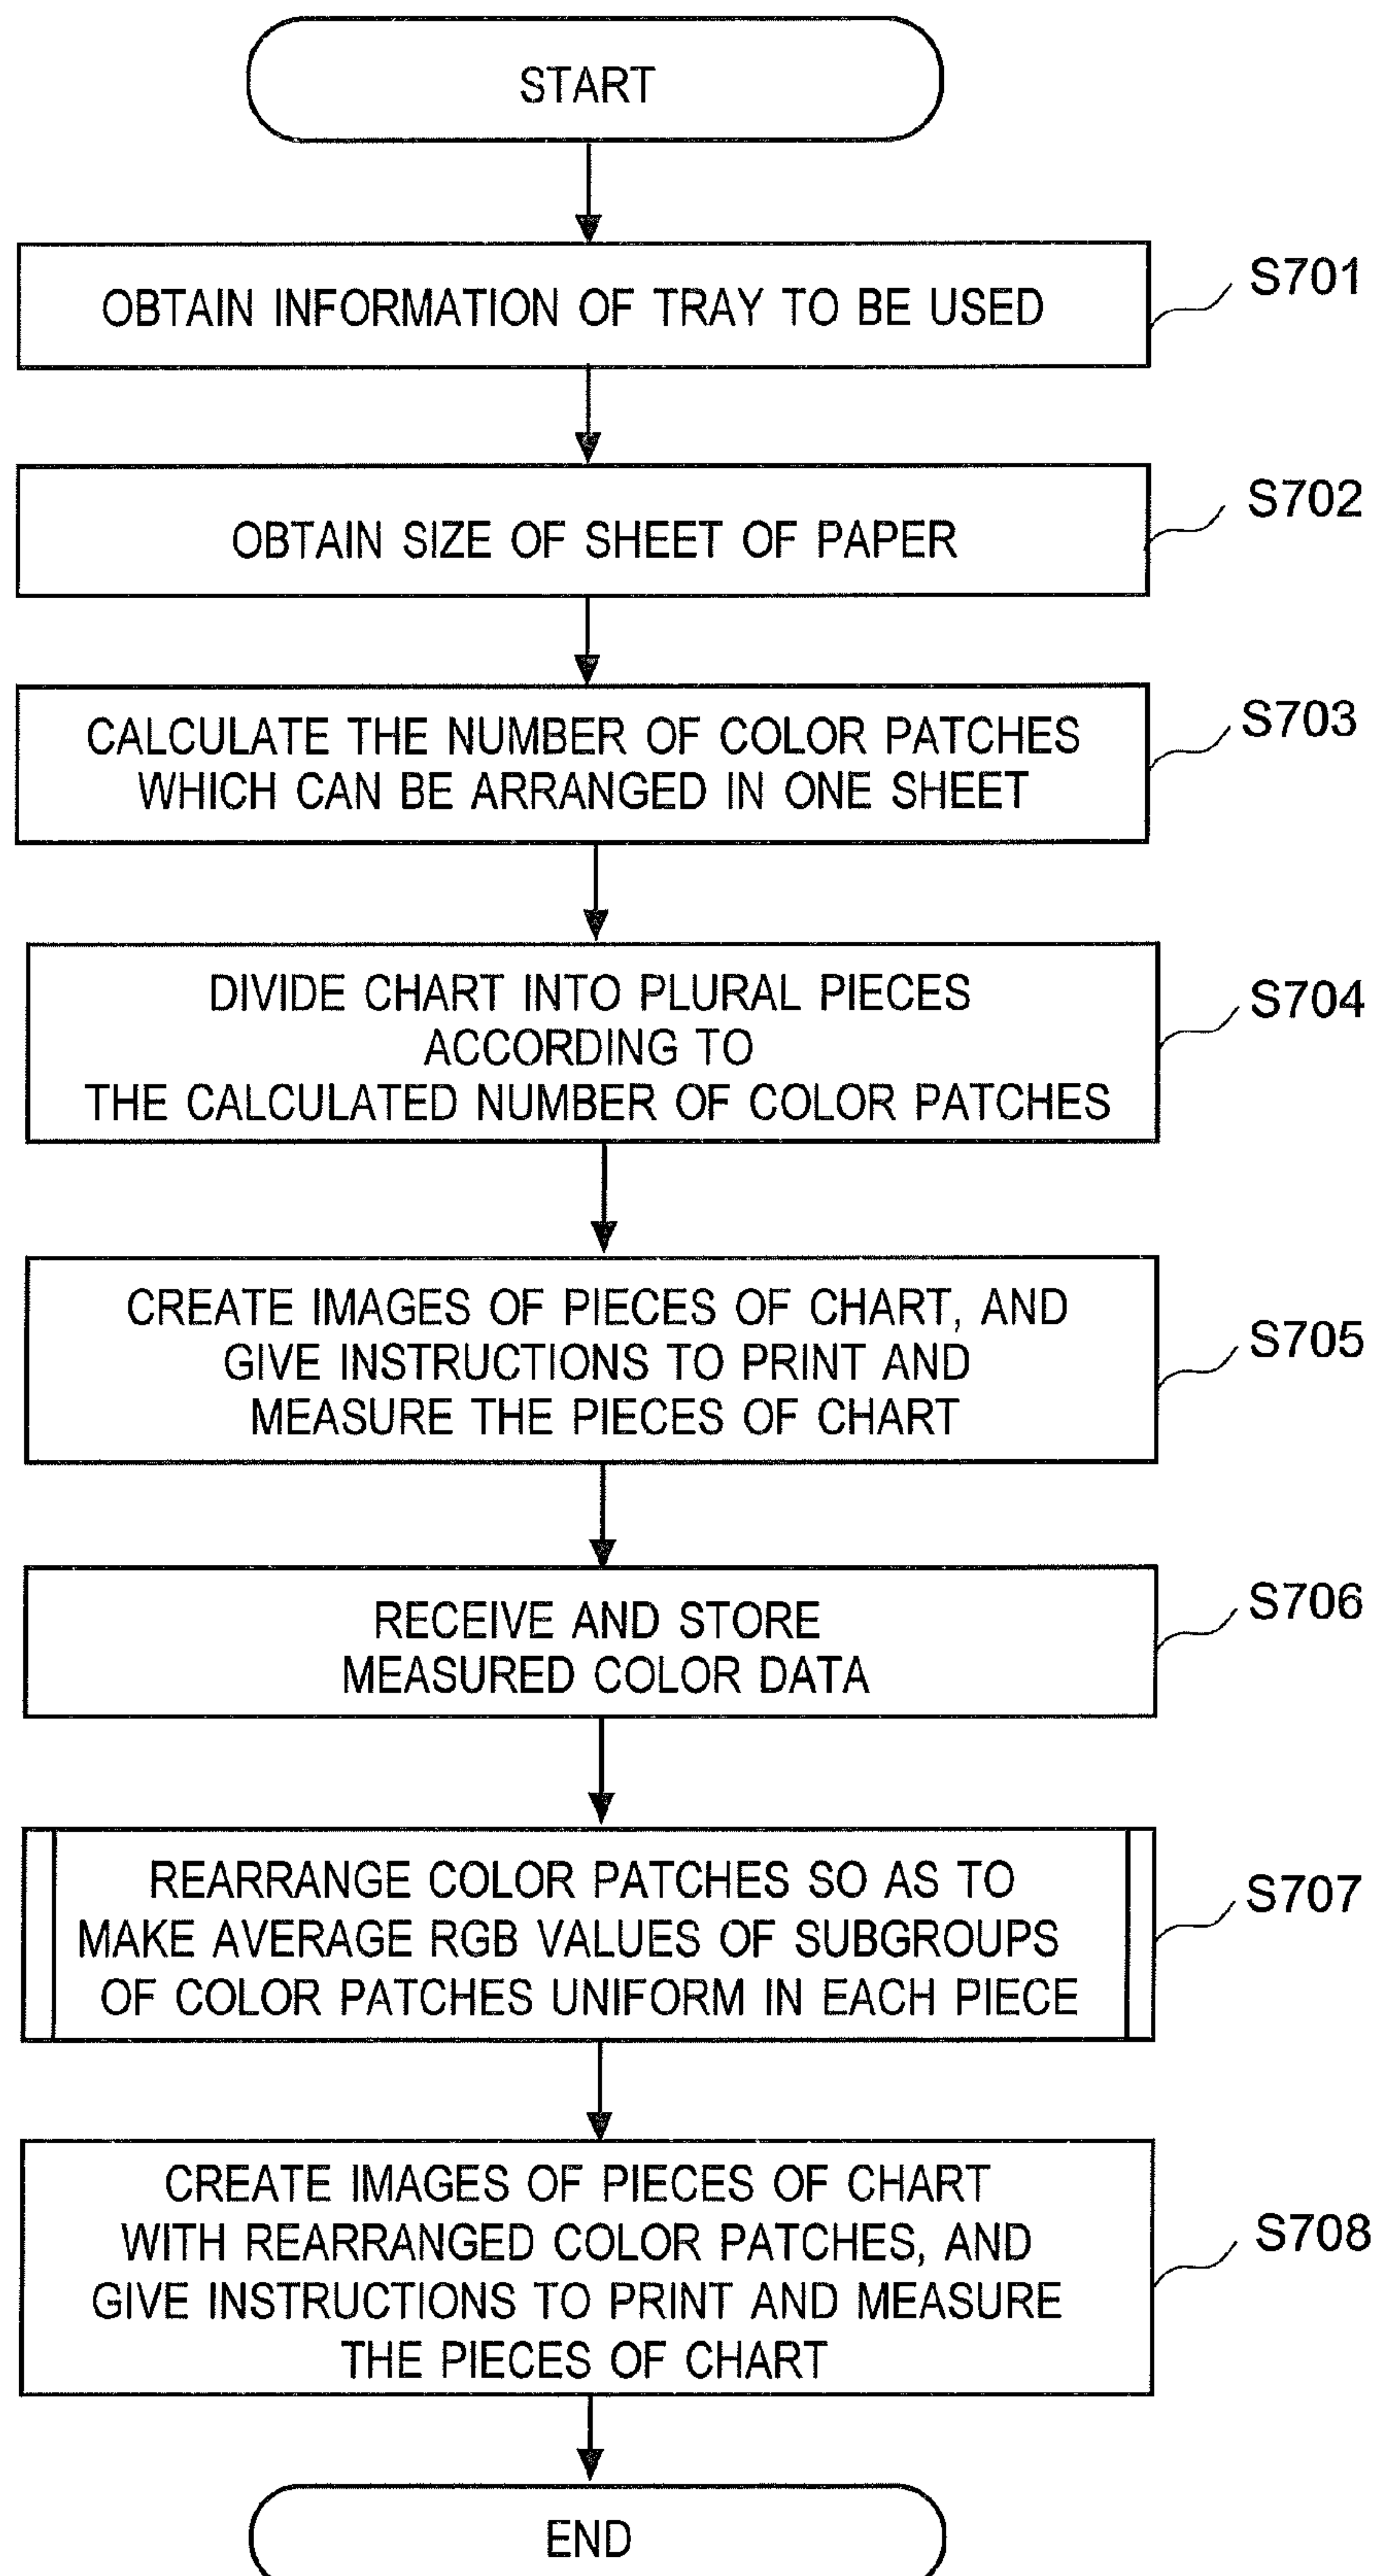 START
OBTAIN INFORMATION OF TRAY TO BE USED
S701
OBTAIN SIZE OF SHEET OF PAPER
S702
CALCULATE THE NUMBER OF COLOR PATCHES
WHICH CAN BE ARRANGED IN ONE SHEET
S703
DIVIDE CHART INTO PLURAL PIECES
ACCORDING TO
THE CALCULATED NUMBER OF COLOR PATCHES
S704
CREATE IMAGES OF PIECES OF CHART, AND
GIVE INSTRUCTIONS TO PRINT AND
MEASURE THE PIECES OF CHART
S705
RECEIVE AND STORE
MEASURED COLOR DATA
S706
REARRANGE COLOR PATCHES SO AS TO
MAKE AVERAGE RGB VALUES OF SUBGROUPS
OF COLOR PATCHES UNIFORM IN EACH PIECE
S707
CREATE IMAGES OF PIECES OF CHART
WITH REARRANGED COLOR PATCHES, AND
GIVE INSTRUCTIONS TO PRINT AND MEASURE
THE PIECES OF CHART
S708
END